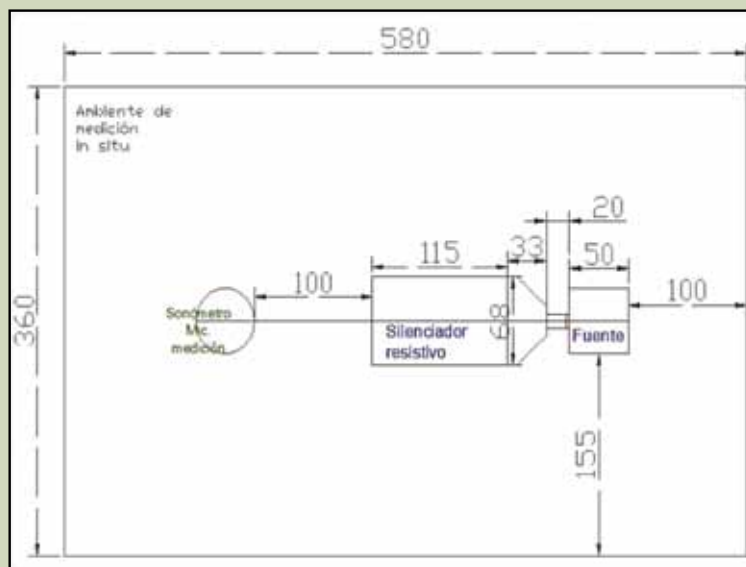 580
Ambiente de
medición
in situ
20
115
33
50
100
100
360
Sonómetro
Mic
medición
Silenciador
resistivo
68
Fuente
155